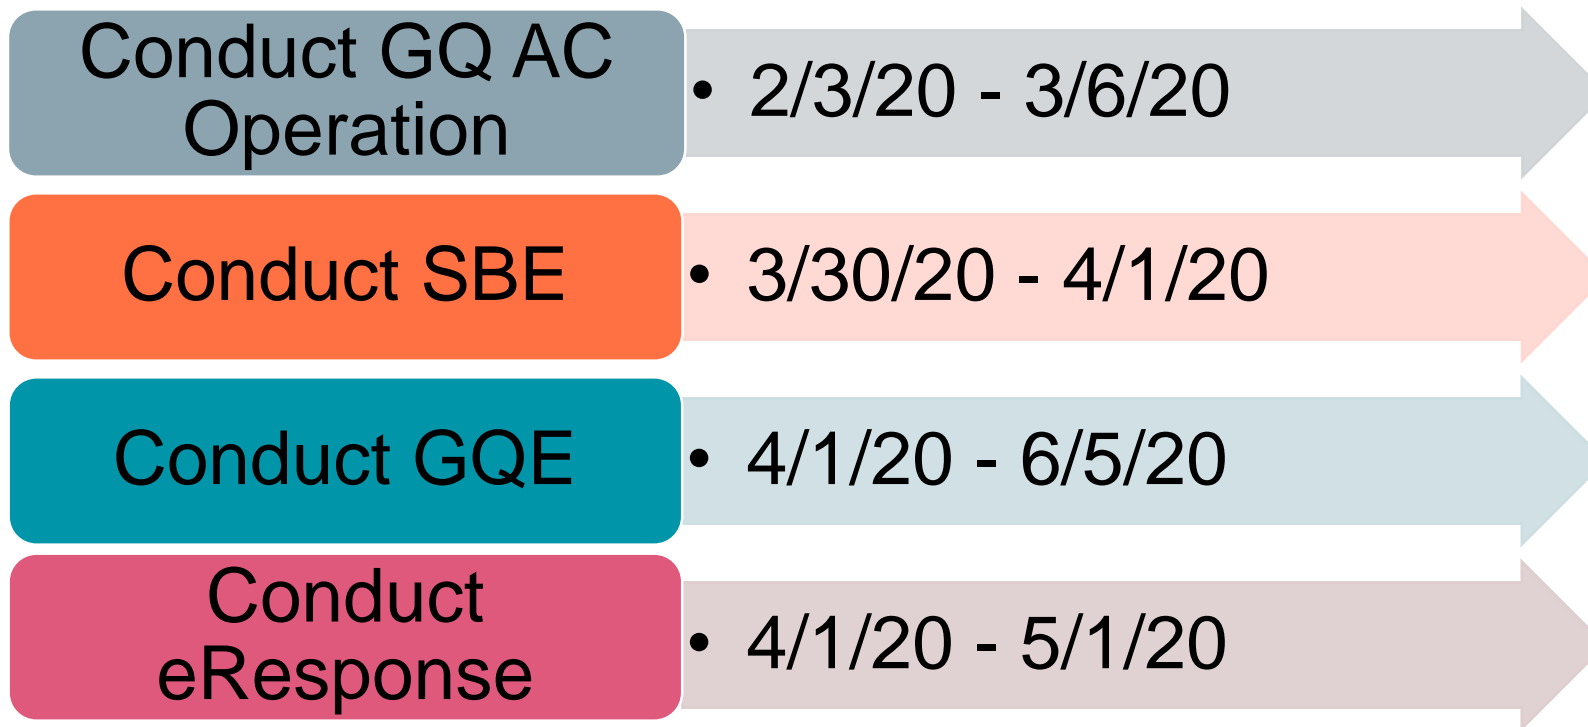 Conduct GQ AC
Operation
• 2/3/20 - 3/6/20
Conduct SBE
• 3/30/20 - 4/1/20
Conduct GQE
• 4/1/20 - 6/5/20
Conduct
eResponse
• 4/1/20 - 5/1/20